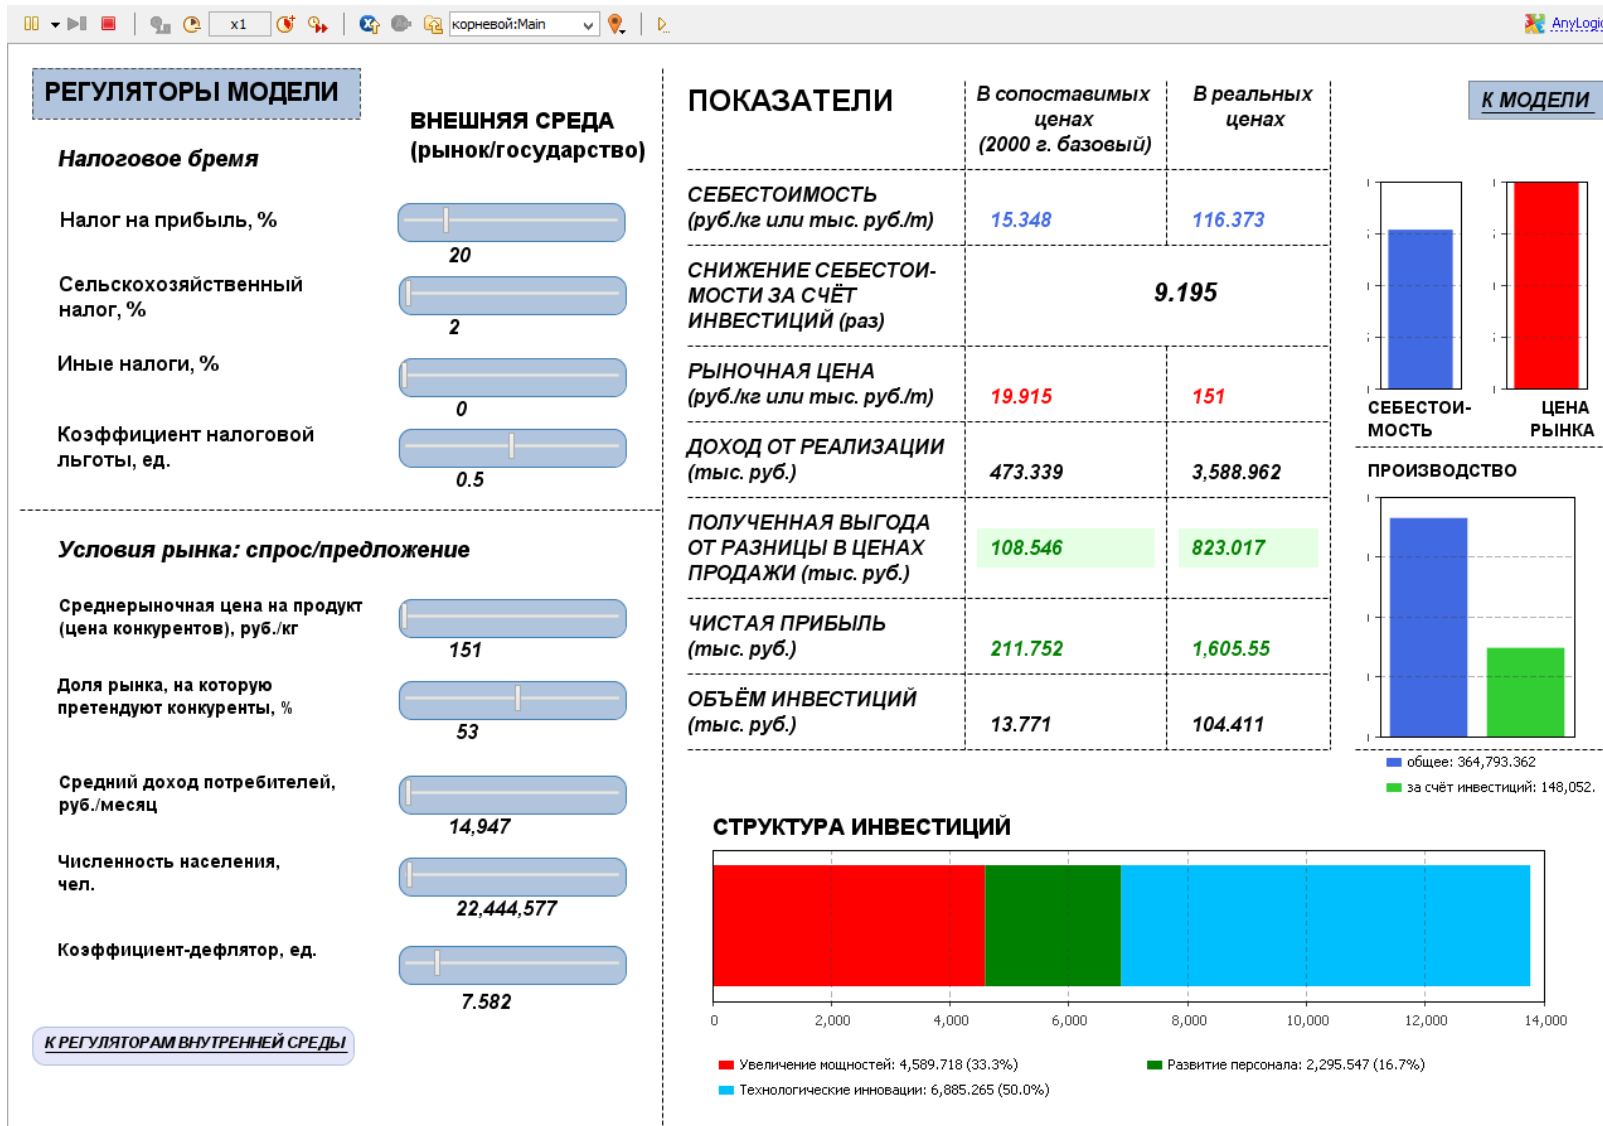 x1
корневой:Main
AnyLogic
РЕГУЛЯТОРЫ МОДЕЛИ
ВНЕШНЯЯ СРЕДА
(рынок/государство)
Налоговое бремя
Налог на прибыль, %
20
Сельскохозяйственный
налог, %
2
Иные налоги, %
0
Коэффициент налоговой
льготы, ед.
0.5
Условия рынка: спрос/предложение
Среднерыночная цена на продукт
(цена конкурентов), руб./кг
151
Доля рынка, на которую
претендуют конкуренты, %
53
Средний доход потребителей,
руб./месяц
14,947
Численность населения,
чел.
22,444,577
Коэффициент-дефлятор, ед.
7.582
К РЕГУЛЯТОРАМ ВНУТРЕННЕЙ СРЕДЫ
ПОКАЗАТЕЛИ
В сопоставимых
ценах
(2000 г. базовый)
В реальных
ценах
СЕБЕСТОИМОСТЬ
(руб./кг или тыс. руб./т)
15.348
116.373
СНИЖЕНИЕ СЕБЕСТОИ-
МОСТИ ЗА СЧЁТ
ИНВЕСТИЦИЙ (раз)
9.195
РЫНОЧНАЯ ЦЕНА
(руб./кг или тыс. руб./т)
19.915
151
ДОХОД ОТ РЕАЛИЗАЦИИ
(тыс. руб.)
473.339
3,588.962
ПОЛУЧЕННАЯ ВЫГОДА
ОТ РАЗНИЦЫ В ЦЕНАХ
ПРОДАЖИ (тыс. руб.)
108.546
823.017
ЧИСТАЯ ПРИБЫЛЬ
(тыс. руб.)
211.752
1,605.55
ОБЪЁМ ИНВЕСТИЦИЙ
(тыс. руб.)
13.771
104.411
К МОДЕЛИ
СЕБЕСТОИ-
МОСТЬ
ЦЕНА
РЫНКА
ПРОИЗВОДСТВО
общее: 364,793.362
за счёт инвестиций: 148,052.
СТРУКТУРА ИНВЕСТИЦИЙ
0 2,000 4,000 6,000 8,000 10,000 12,000 14,000
Увеличение мощностей: 4,589.718 (33.3%)
Развитие персонала: 2,295.547 (16.7%)
Технологические инновации: 6,885.265 (50.0%)